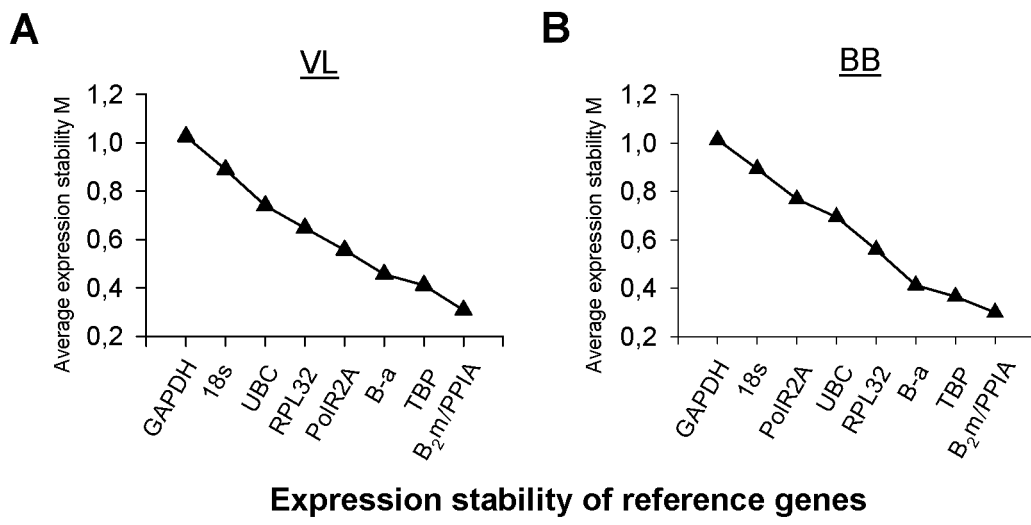 A
VL
Average expression stability M
1,2
1,0
0,8
0,6
0,4
0,2
GAPDH
18s
UBC
RPL32
PolR2A
B-a
TBP
B₂m/PPIA
B
BB
Average expression stability M
1,2
1,0
0,8
0,6
0,4
0,2
GAPDH
18s
PolR2A
UBC
RPL32
B-a
TBP
B₂m/PPIA
Expression stability of reference genes